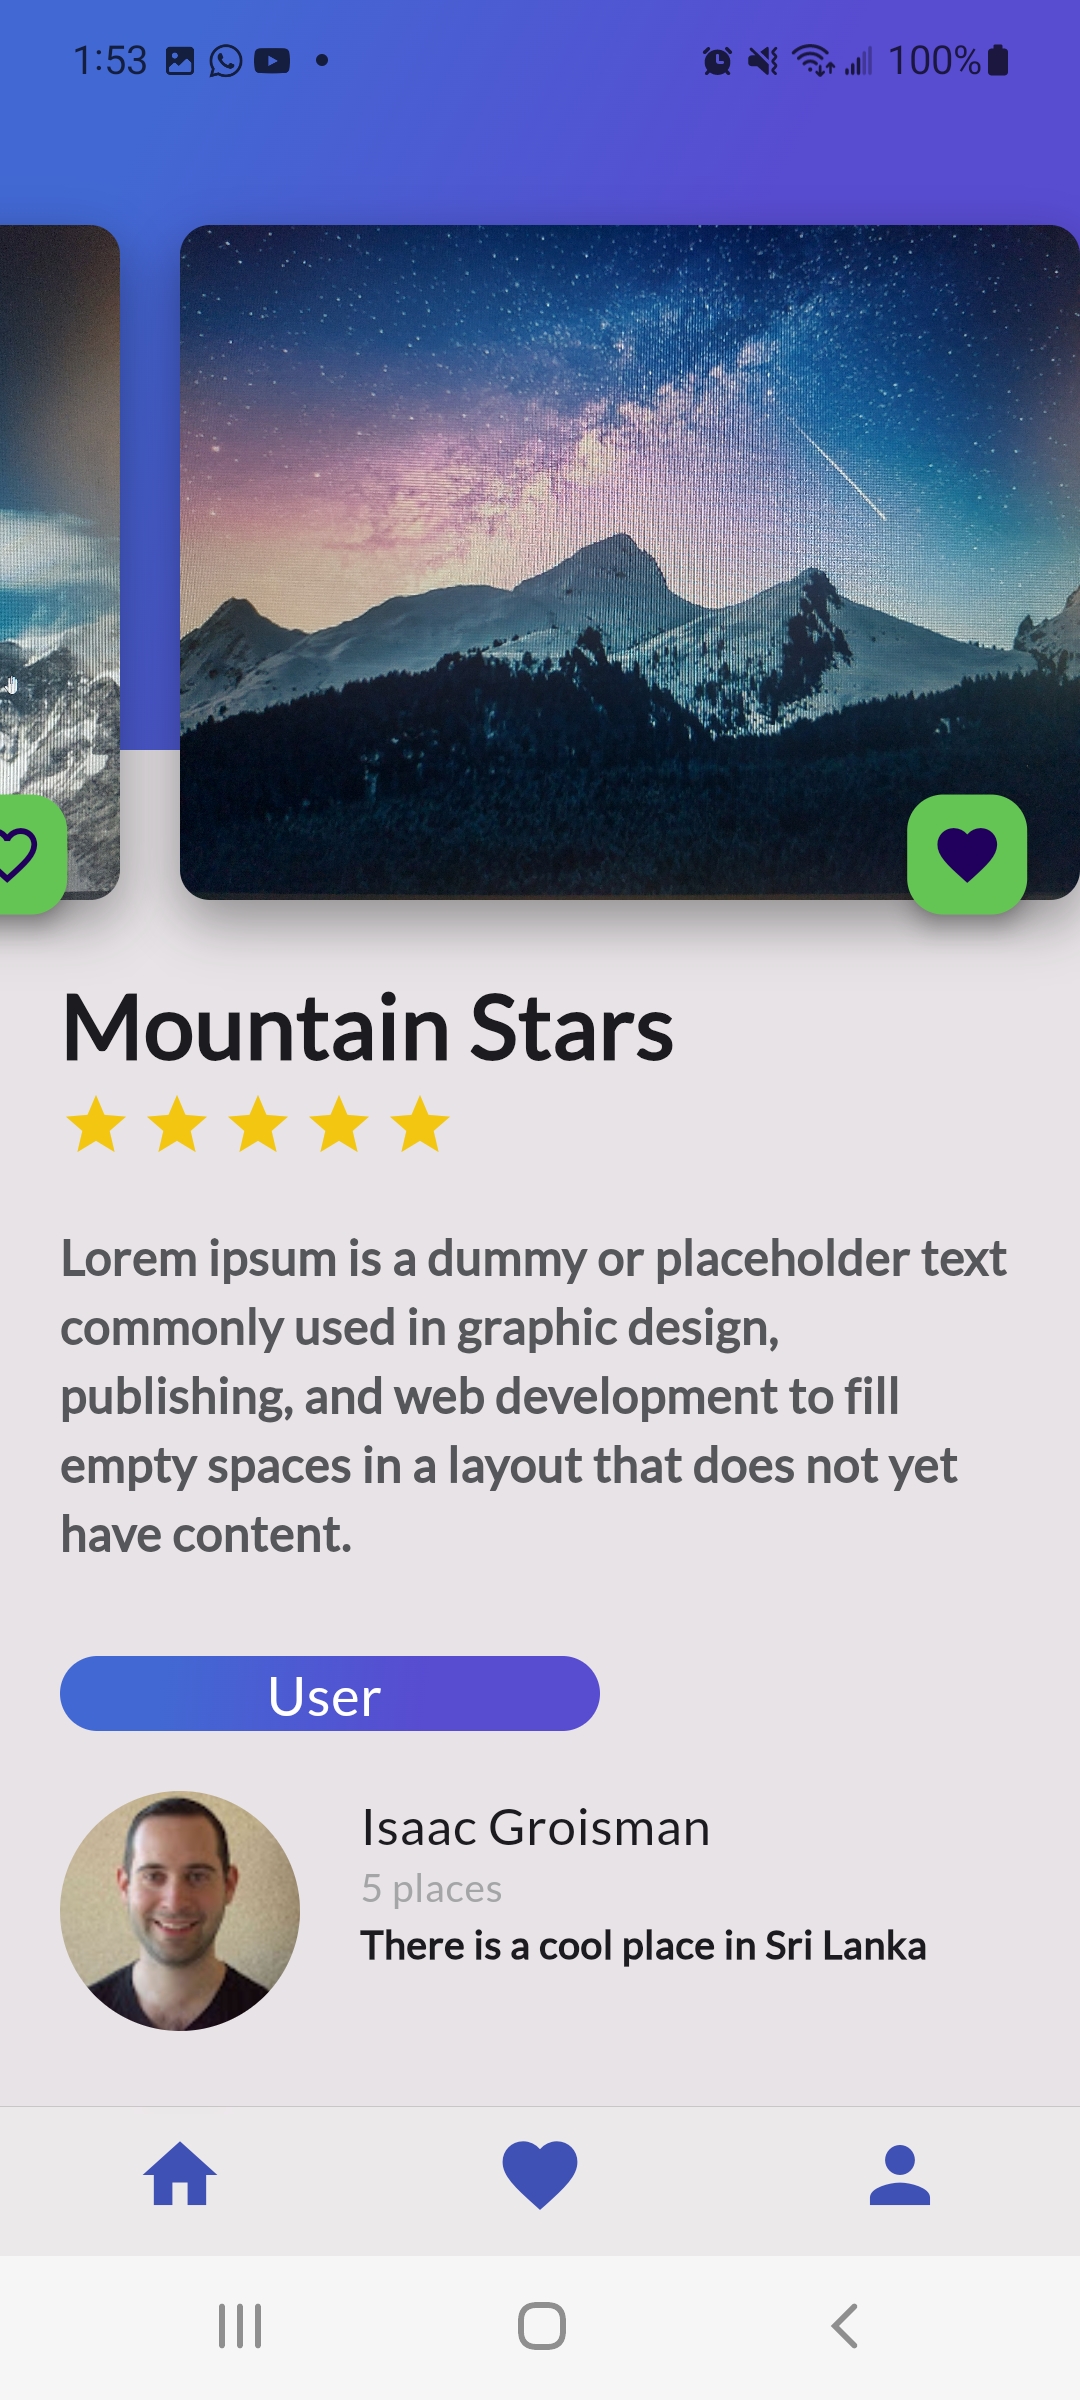 1:53 100%
Mountain Stars
Lorem ipsum is a dummy or placeholder text
commonly used in graphic design,
publishing, and web development to fill
empty spaces in a layout that does not yet
have content.
User
Isaac Groisman
5 places
There is a cool place in Sri Lanka